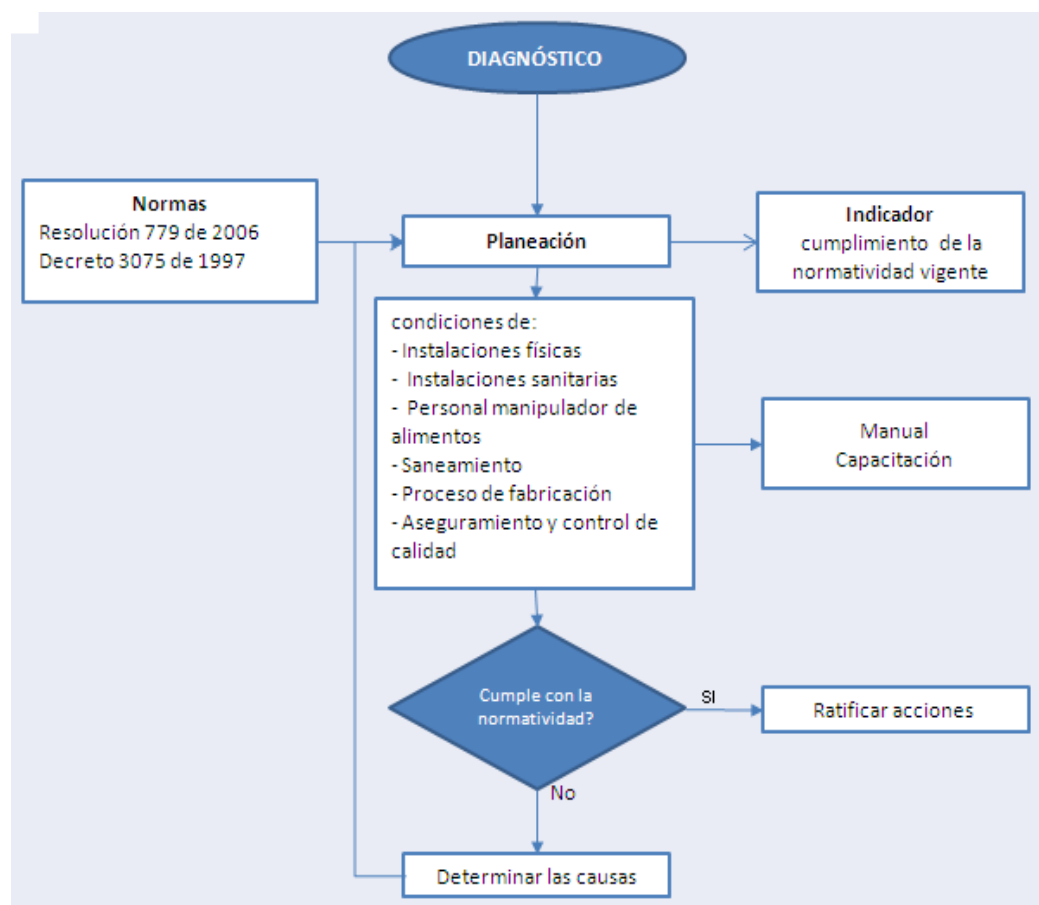 DIAGNÓSTICO
Normas
Resolución 779 de 2006
Decreto 3075 de 1997
Planeación
Indicador
cumplimiento de la
normatividad vigente
condiciones de:
- Instalaciones físicas
- Instalaciones sanitarias
- Personal manipulador de
alimentos
- Saneamiento
- Proceso de fabricación
- Aseguramiento y control de
calidad
Manual
Capacitación
Cumple con la
normatividad?
SI
Ratificar acciones
No
Determinar las causas